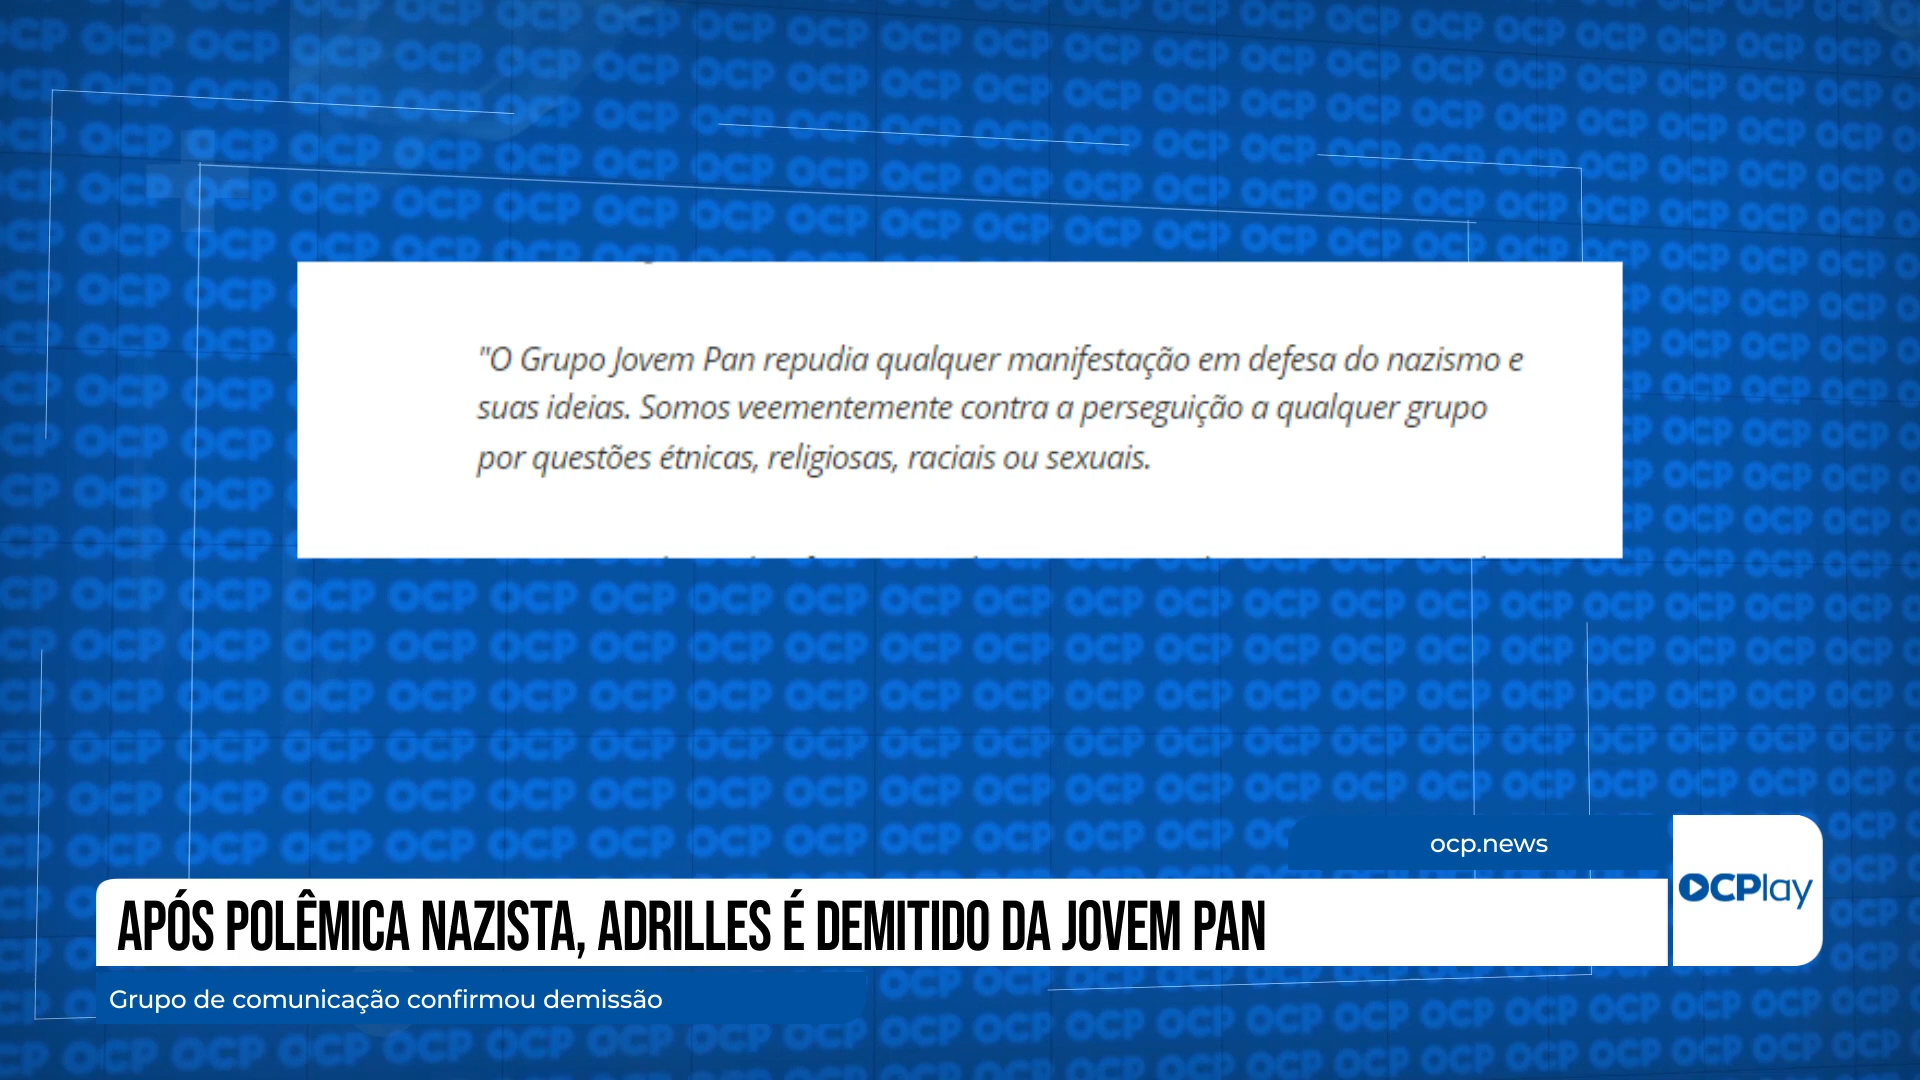 "O Grupo Jovem Pan repudia qualquer manifestação em defesa do nazismo e
suas ideias. Somos veementemente contra a perseguição a qualquer grupo
por questões étnicas, religiosas, raciais ou sexuais.
ocp.news
OCPlay
APÓS POLÊMICA NAZISTA, ADRILLES É DEMITIDO DA JOVEM PAN
Grupo de comunicação confirmou demissão